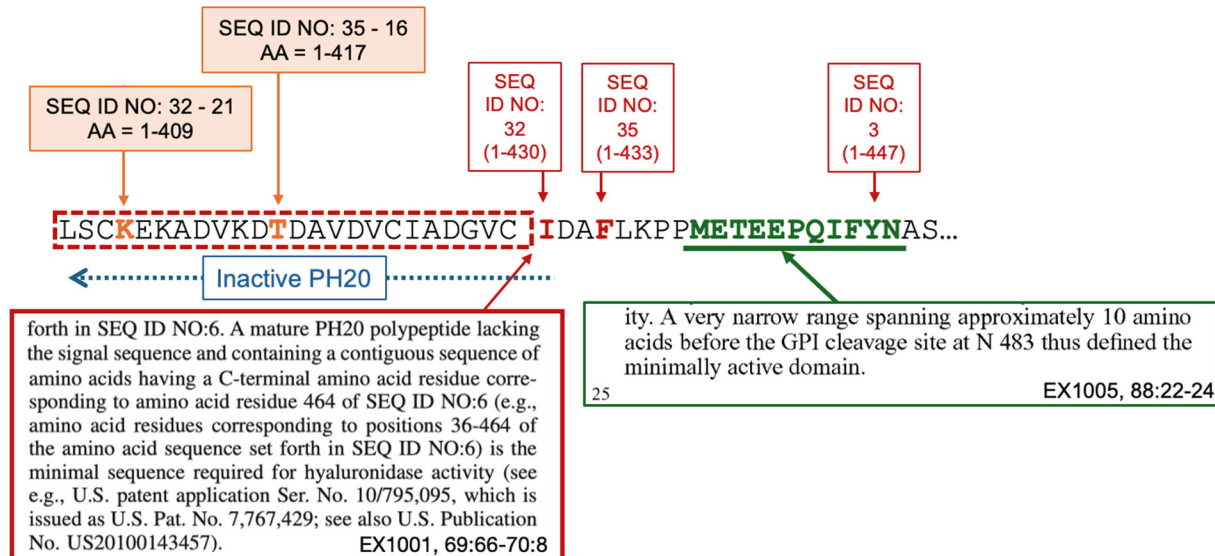 SEQ ID NO: 35 - 16
AA = 1-417
SEQ ID NO: 32 - 21
AA = 1-409
SEQ
ID NO:
32
(1-430)
SEQ
ID NO:
35
(1-433)
SEQ
ID NO:
3
(1-447)
LSCKEKADVKDTDAVDVCIADGVC IDAFLKPPMETEEPQIFYNAS...
Inactive PH20
forth in SEQ ID NO:6. A mature PH20 polypeptide lacking
the signal sequence and containing a contiguous sequence of
amino acids having a C-terminal amino acid residue corre-
sponding to amino acid residue 464 of SEQ ID NO:6 (e.g.,
amino acid residues corresponding to positions 36-464 of
the amino acid sequence set forth in SEQ ID NO:6) is the
minimal sequence required for hyaluronidase activity (see
e.g., U.S. patent application Ser. No. 10/795,095, which is
issued as U.S. Pat. No. 7,767,429; see also U.S. Publication
No. US20100143457). EX1001, 69:66-70:8
ity. A very narrow range spanning approximately 10 amino
acids before the GPI cleavage site at N 483 thus defined the
minimally active domain.
25 EX1005, 88:22-24